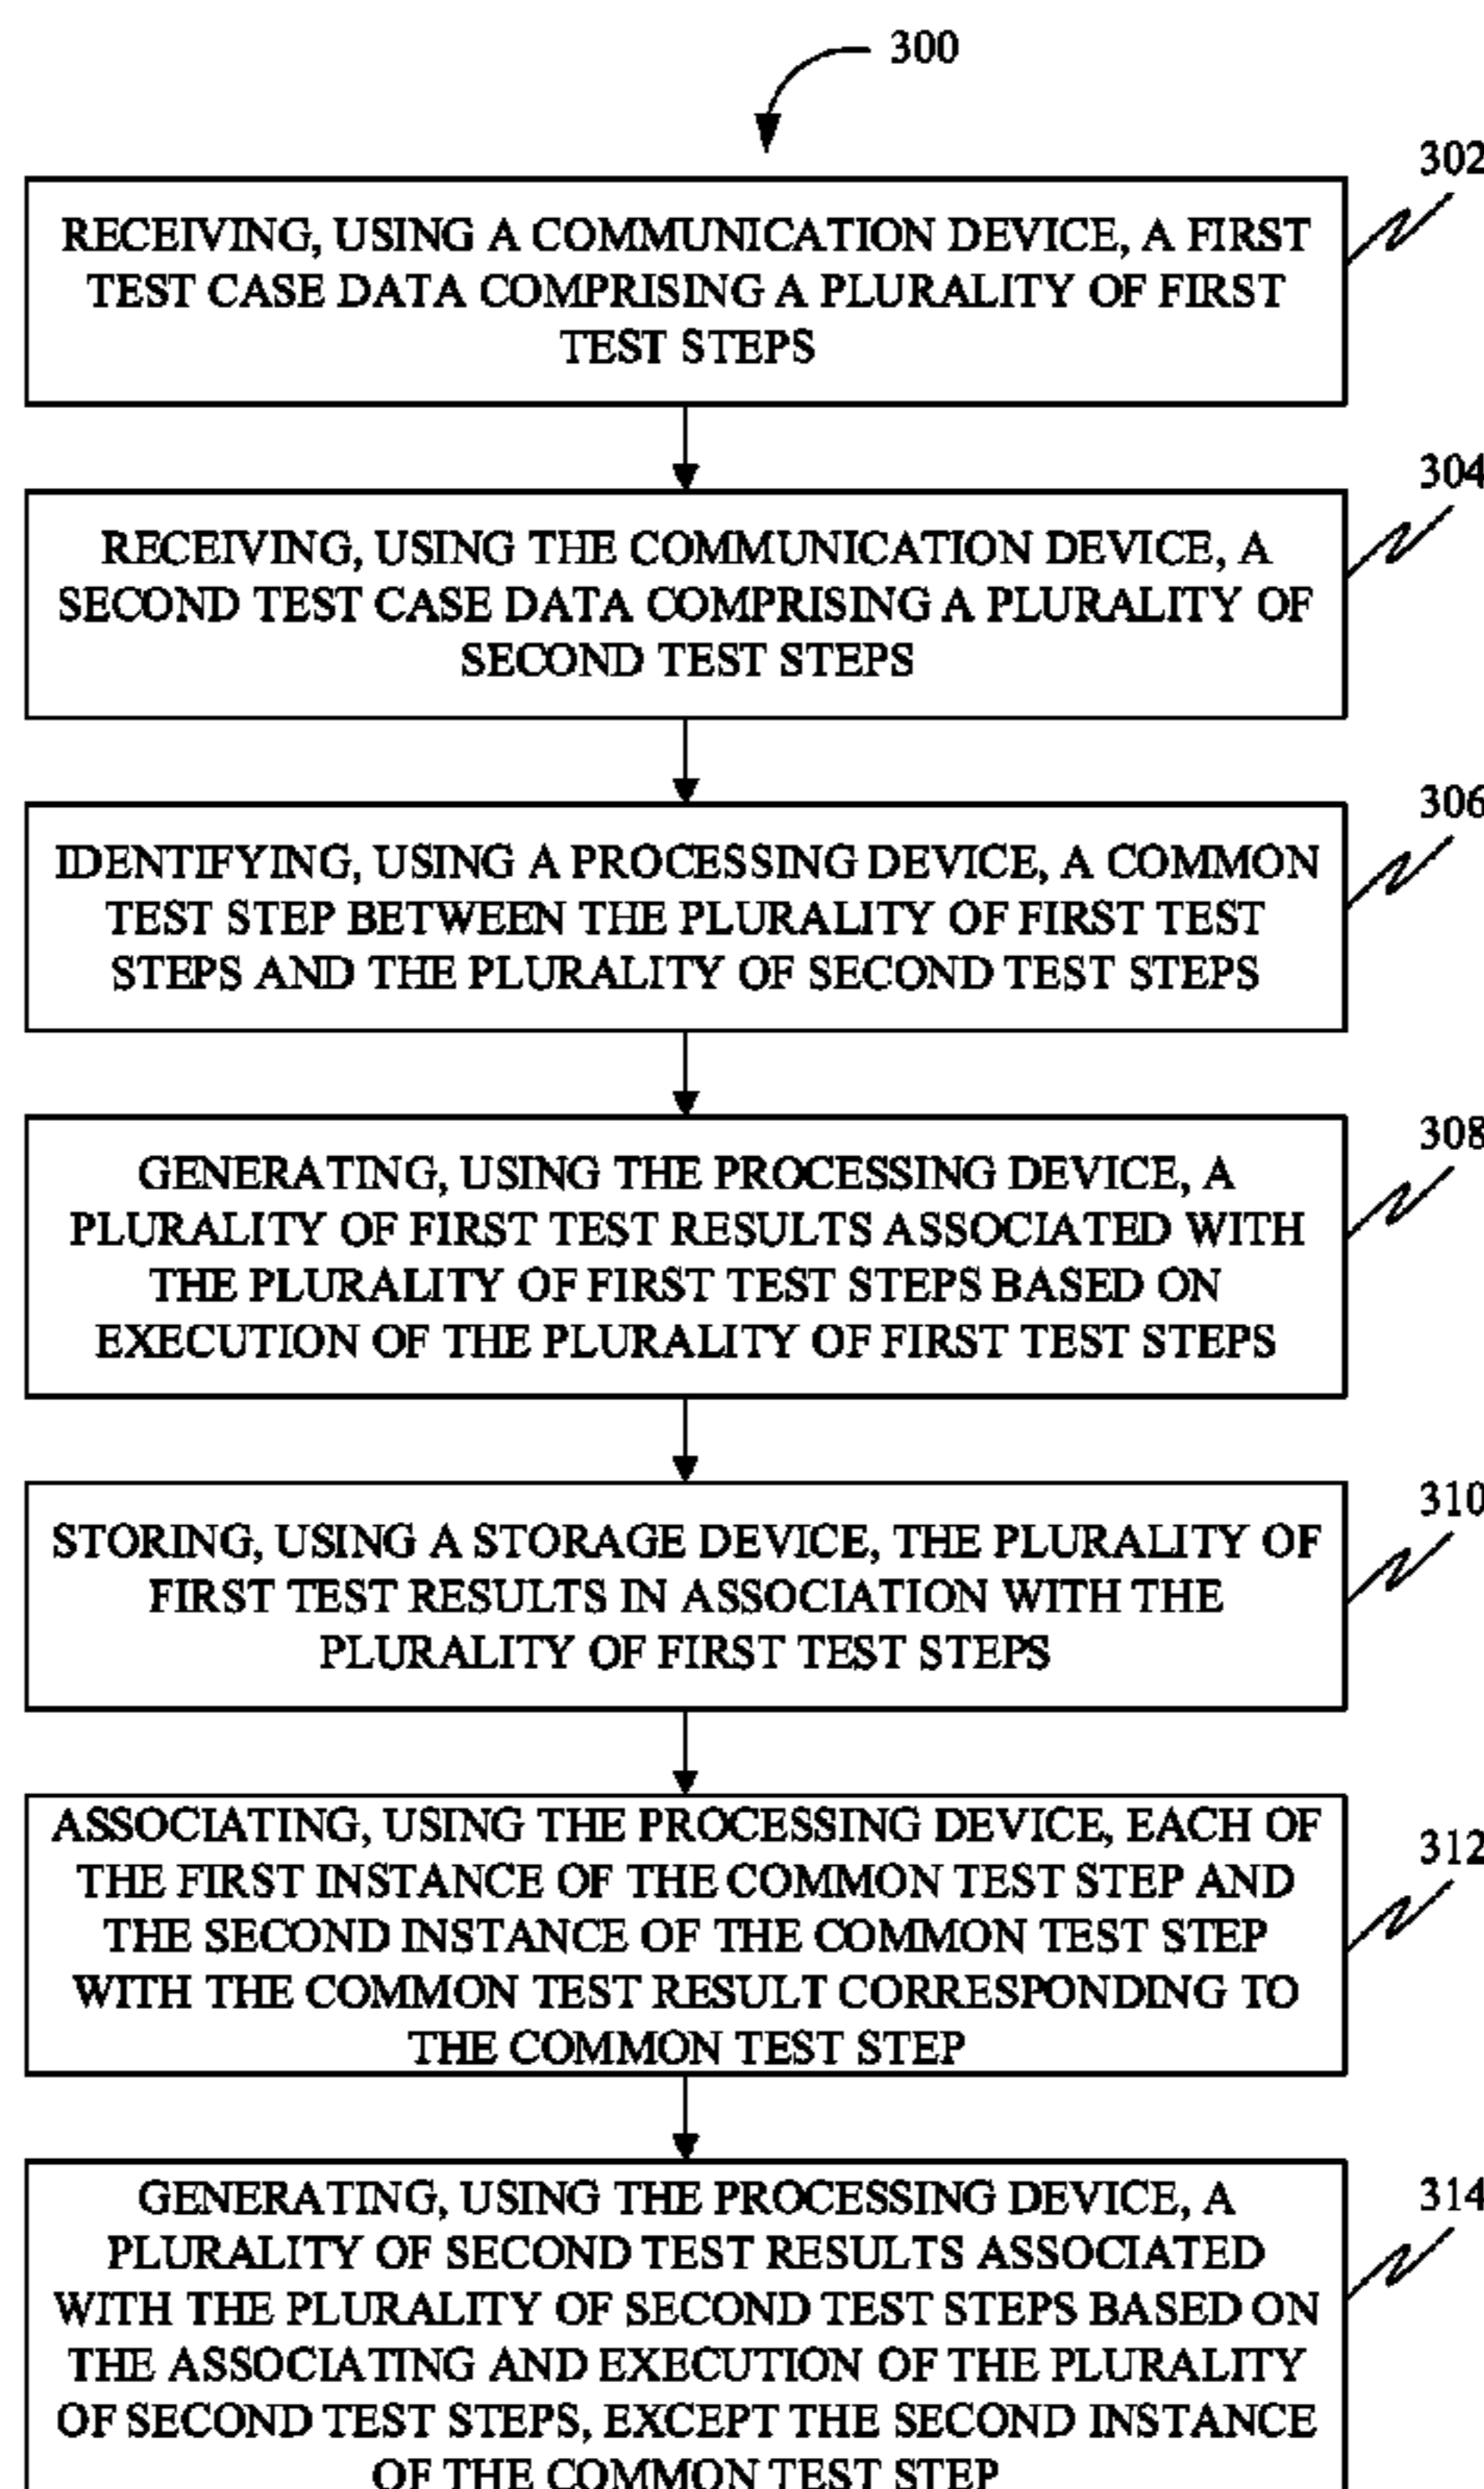 300
302
RECEIVING, USING A COMMUNICATION DEVICE, A FIRST
TEST CASE DATA COMPRISING A PLURALITY OF FIRST
TEST STEPS
304
RECEIVING, USING THE COMMUNICATION DEVICE, A
SECOND TEST CASE DATA COMPRISING A PLURALITY OF
SECOND TEST STEPS
306
IDENTIFYING, USING A PROCESSING DEVICE, A COMMON
TEST STEP BETWEEN THE PLURALITY OF FIRST TEST
STEPS AND THE PLURALITY OF SECOND TEST STEPS
308
GENERATING, USING THE PROCESSING DEVICE, A
PLURALITY OF FIRST TEST RESULTS ASSOCIATED WITH
THE PLURALITY OF FIRST TEST STEPS BASED ON
EXECUTION OF THE PLURALITY OF FIRST TEST STEPS
310
STORING, USING A STORAGE DEVICE, THE PLURALITY OF
FIRST TEST RESULTS IN ASSOCIATION WITH THE
PLURALITY OF FIRST TEST STEPS
312
ASSOCIATING, USING THE PROCESSING DEVICE, EACH OF
THE FIRST INSTANCE OF THE COMMON TEST STEP AND
THE SECOND INSTANCE OF THE COMMON TEST STEP
WITH THE COMMON TEST RESULT CORRESPONDING TO
THE COMMON TEST STEP
314
GENERATING, USING THE PROCESSING DEVICE, A
PLURALITY OF SECOND TEST RESULTS ASSOCIATED
WITH THE PLURALITY OF SECOND TEST STEPS BASED ON
THE ASSOCIATING AND EXECUTION OF THE PLURALITY
OF SECOND TEST STEPS, EXCEPT THE SECOND INSTANCE
OF THE COMMON TEST STEP